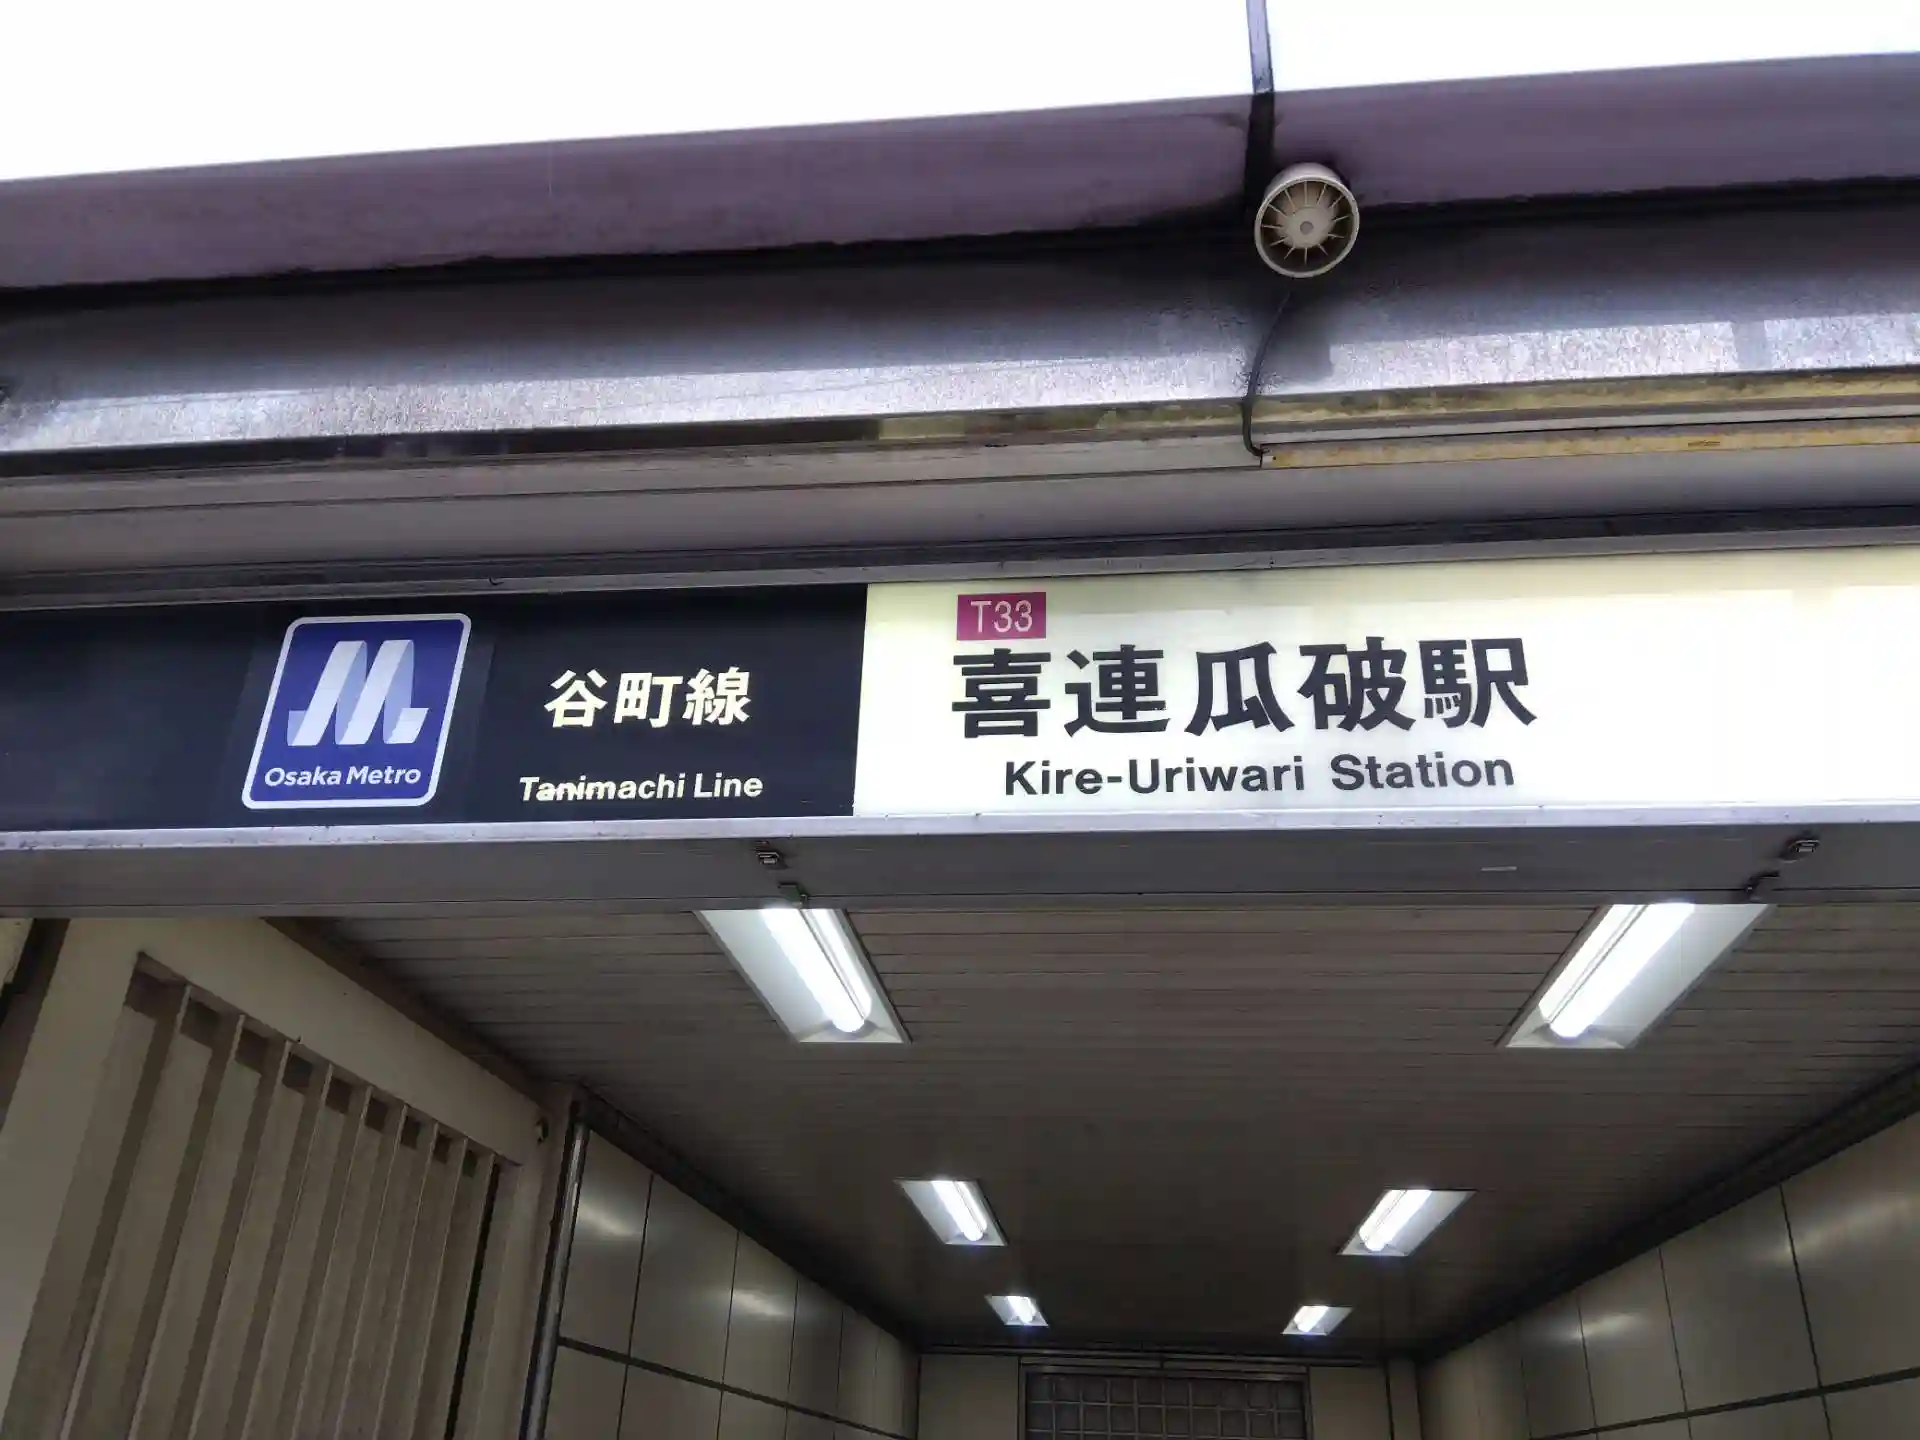 Osaka Metro
谷町線
Tanimachi Line
T33
喜連瓜破駅
Kire-Uriwari Station